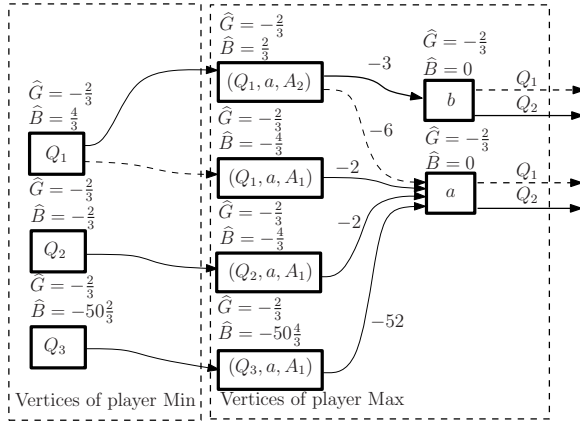 Ĝ = −2/3
B̂ = 4/3
Q₁
Ĝ = −2/3
B̂ = −2/3
Q₂
Ĝ = −2/3
B̂ = −50 2/3
Q₃
Vertices of player Min
Ĝ = −2/3
B̂ = 2/3
(Q₁, a, A₂)
Ĝ = −2/3
B̂ = −4/3
(Q₁, a, A₁)
Ĝ = −2/3
B̂ = −4/3
(Q₂, a, A₁)
Ĝ = −2/3
B̂ = −50 4/3
(Q₃, a, A₁)
−3
−6
−2
−2
−52
Ĝ = −2/3
B̂ = 0
b
Q₁
Q₂
Ĝ = −2/3
B̂ = 0
a
Q₁
Q₂
Vertices of player Max